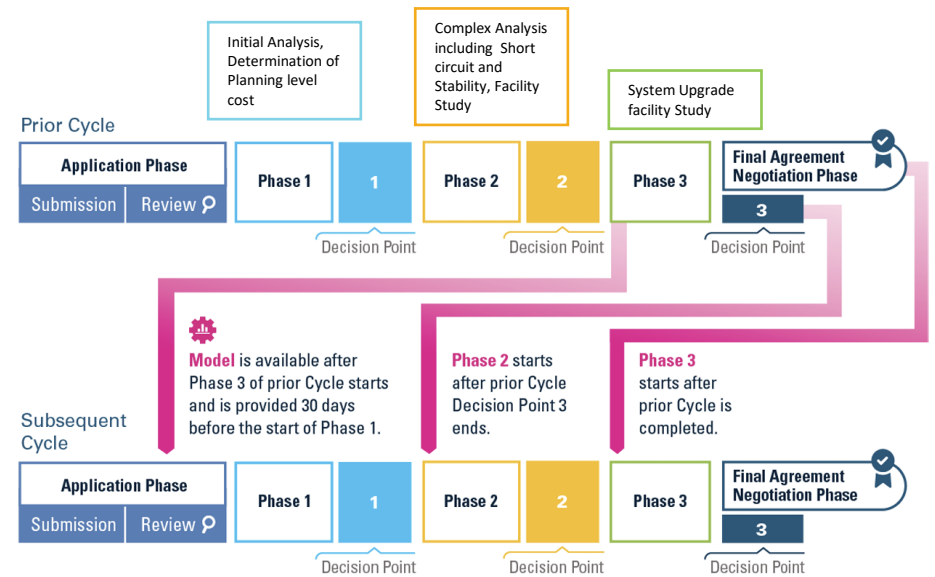 Initial Analysis,
Determination of
Planning level
cost
Complex Analysis
including Short
circuit and
Stability, Facility
Study
System Upgrade
facility Study
Prior Cycle
Application Phase
Submission
Review
Phase 1
1
Decision Point
Phase 2
2
Decision Point
Phase 3
Final Agreement
Negotiation Phase
3
Decision Point
Model is available after
Phase 3 of prior Cycle starts
and is provided 30 days
before the start of Phase 1.
Phase 2 starts
after prior Cycle
Decision Point 3
ends.
Phase 3
starts after
prior Cycle is
completed.
Subsequent
Cycle
Application Phase
Submission
Review
Phase 1
1
Decision Point
Phase 2
2
Decision Point
Phase 3
Final Agreement
Negotiation Phase
3
Decision Point